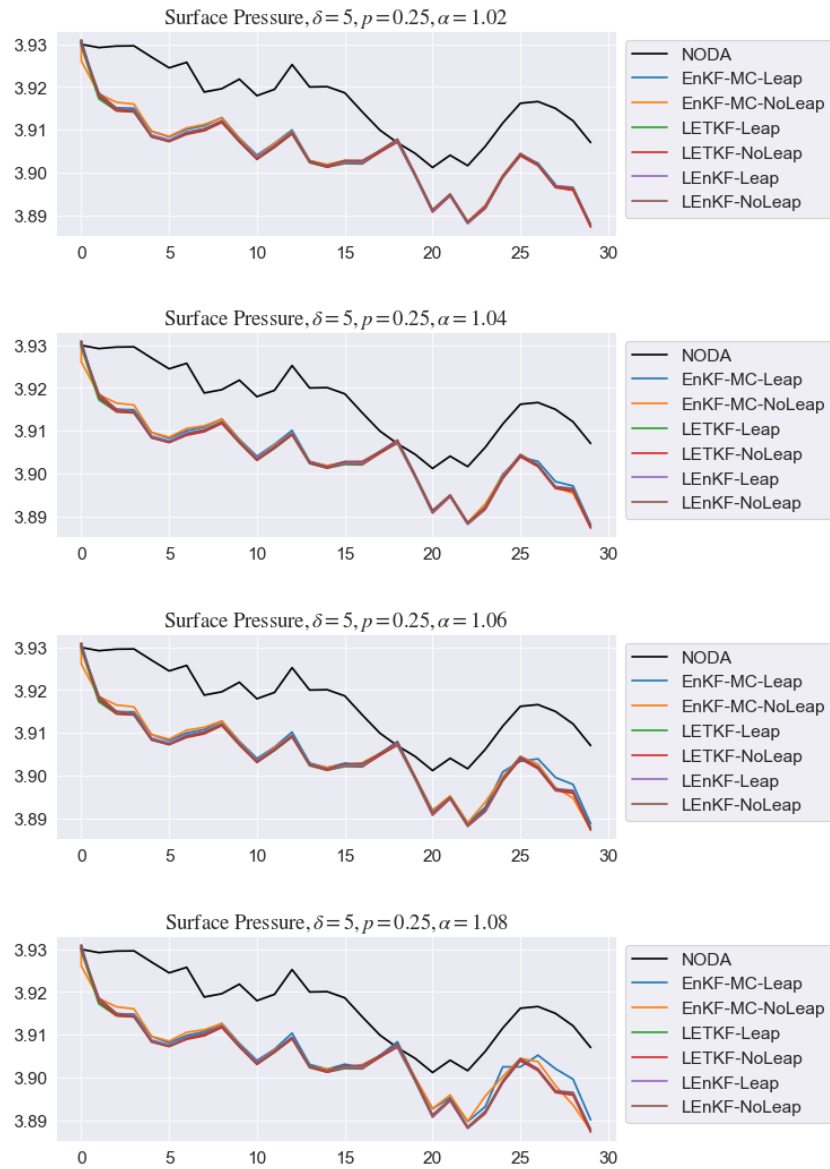 Surface Pressure, δ = 5, p = 0.25, α = 1.02
3.93
3.92
3.91
3.90
3.89
0 5 10 15 20 25 30
NODA
EnKF-MC-Leap
EnKF-MC-NoLeap
LETKF-Leap
LETKF-NoLeap
LEnKF-Leap
LEnKF-NoLeap
Surface Pressure, δ = 5, p = 0.25, α = 1.04
3.93
3.92
3.91
3.90
3.89
0 5 10 15 20 25 30
NODA
EnKF-MC-Leap
EnKF-MC-NoLeap
LETKF-Leap
LETKF-NoLeap
LEnKF-Leap
LEnKF-NoLeap
Surface Pressure, δ = 5, p = 0.25, α = 1.06
3.93
3.92
3.91
3.90
3.89
0 5 10 15 20 25 30
NODA
EnKF-MC-Leap
EnKF-MC-NoLeap
LETKF-Leap
LETKF-NoLeap
LEnKF-Leap
LEnKF-NoLeap
Surface Pressure, δ = 5, p = 0.25, α = 1.08
3.93
3.92
3.91
3.90
3.89
0 5 10 15 20 25 30
NODA
EnKF-MC-Leap
EnKF-MC-NoLeap
LETKF-Leap
LETKF-NoLeap
LEnKF-Leap
LEnKF-NoLeap